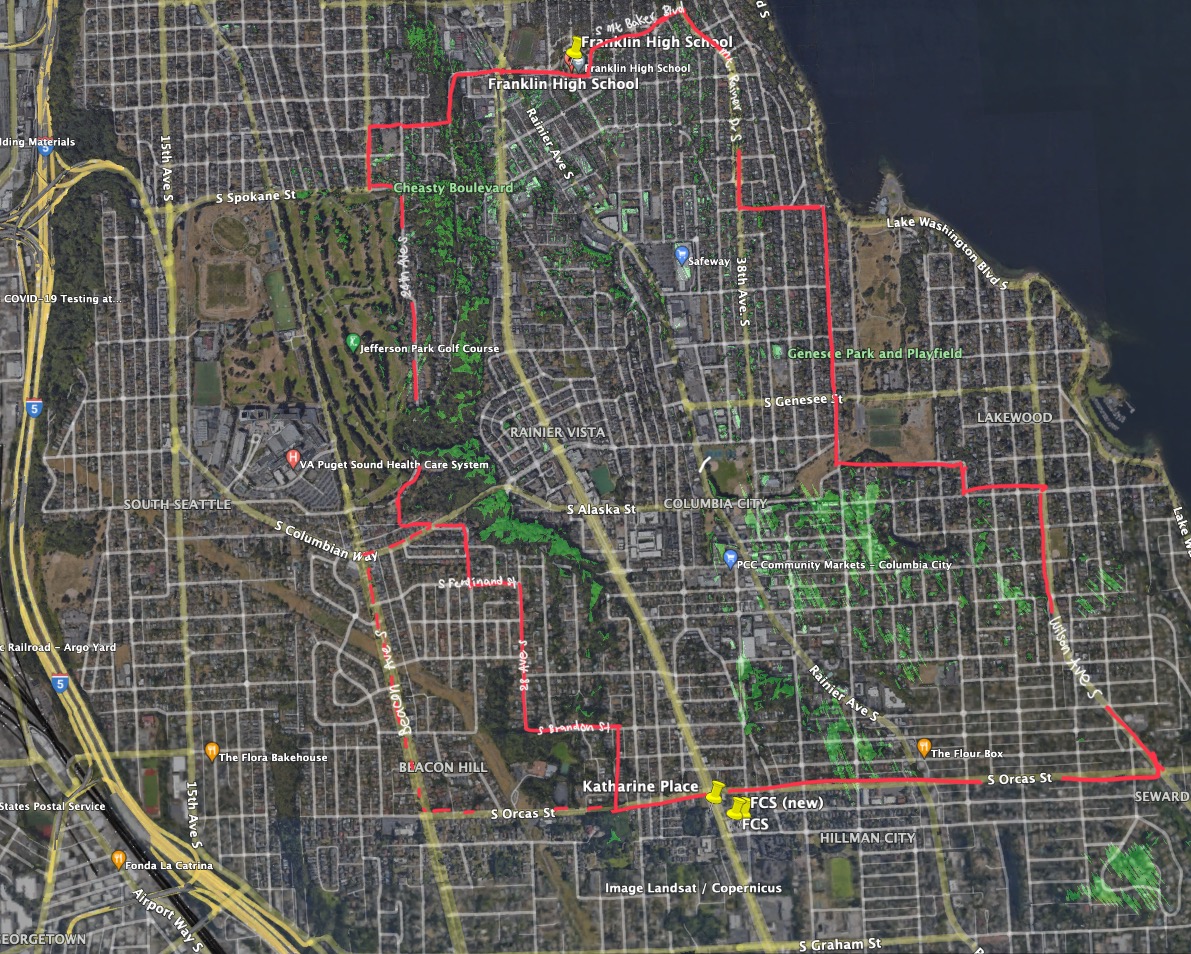 S Mt Baker Blvd
Franklin High School
Franklin High School
Franklin High School
Mt. Rainier Dr. S
Rainier Ave S
ilding Materials
5
15th Ave S
S Spokane St
Cheasty Boulevard
24th Ave S
Lake Washington Blvd S
Safeway
38th Ave. S
COVID-19 Testing at...
Jefferson Park Golf Course
Genesee Park and Playfield
5
S Genesee St
LAKEWOOD
RAINIER VISTA
VA Puget Sound Health Care System
SOUTH SEATTLE
S Alaska St
COLUMBIA CITY
S Columbian Way
PCC Community Markets - Columbia City
S Ferdinand St
c Railroad - Argo Yard
Beacon Ave S
28 Ave S
Wilson Ave S
5
Rainier Ave S
S Brandon St
The Flora Bakehouse
The Flour Box
BEACON HILL
S Orcas St
Katharine Place
SEWARD
States Postal Service
15th Ave S
FCS (new)
S Orcas St
FCS
HILLMAN CITY
Fonda La Catrina
Image Landsat / Copernicus
Airport Way S
GEORGETOWN
S Graham St